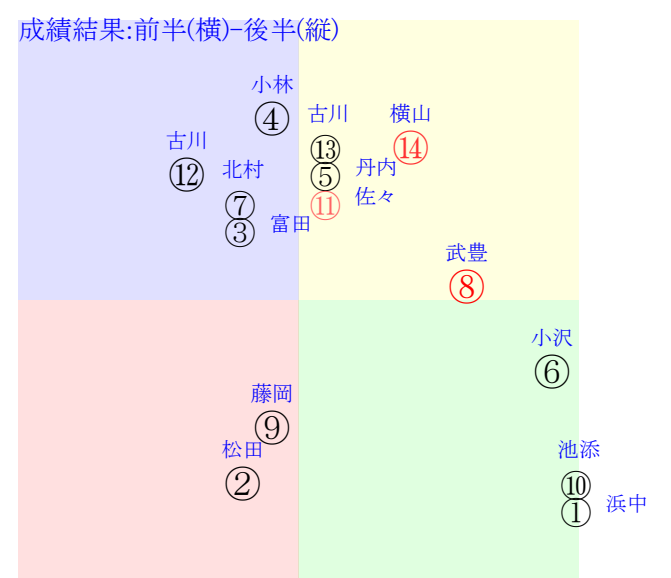 成績結果:前半(横)-後半(縦)
小林
④
古川
横山
⑬
⑭
古川
⑫
北村
⑤
丹内
⑦
⑪
佐々
③
富田
武豊
⑧
小沢
⑥
藤岡
⑨
松田
②
池添
⑩
①
浜中